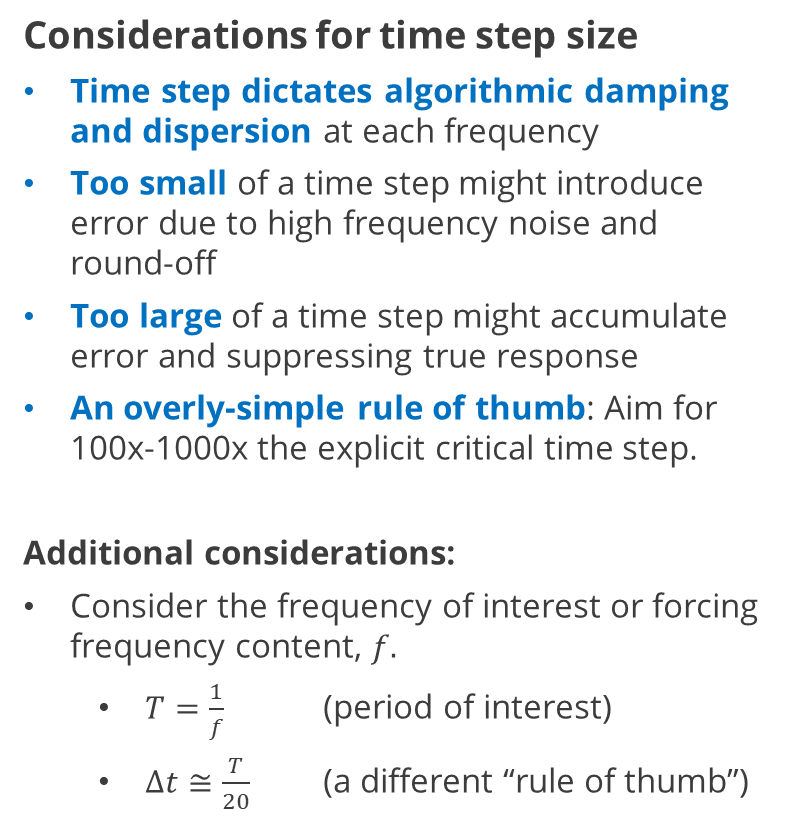 Considerations for time step size
• Time step dictates algorithmic damping
and dispersion at each frequency
• Too small of a time step might introduce
error due to high frequency noise and
round-off
• Too large of a time step might accumulate
error and suppressing true response
• An overly-simple rule of thumb: Aim for
100x-1000x the explicit critical time step.
Additional considerations:
• Consider the frequency of interest or forcing
frequency content, f.
• T = 1/f (period of interest)
• Δt ≅ T/20 (a different “rule of thumb”)